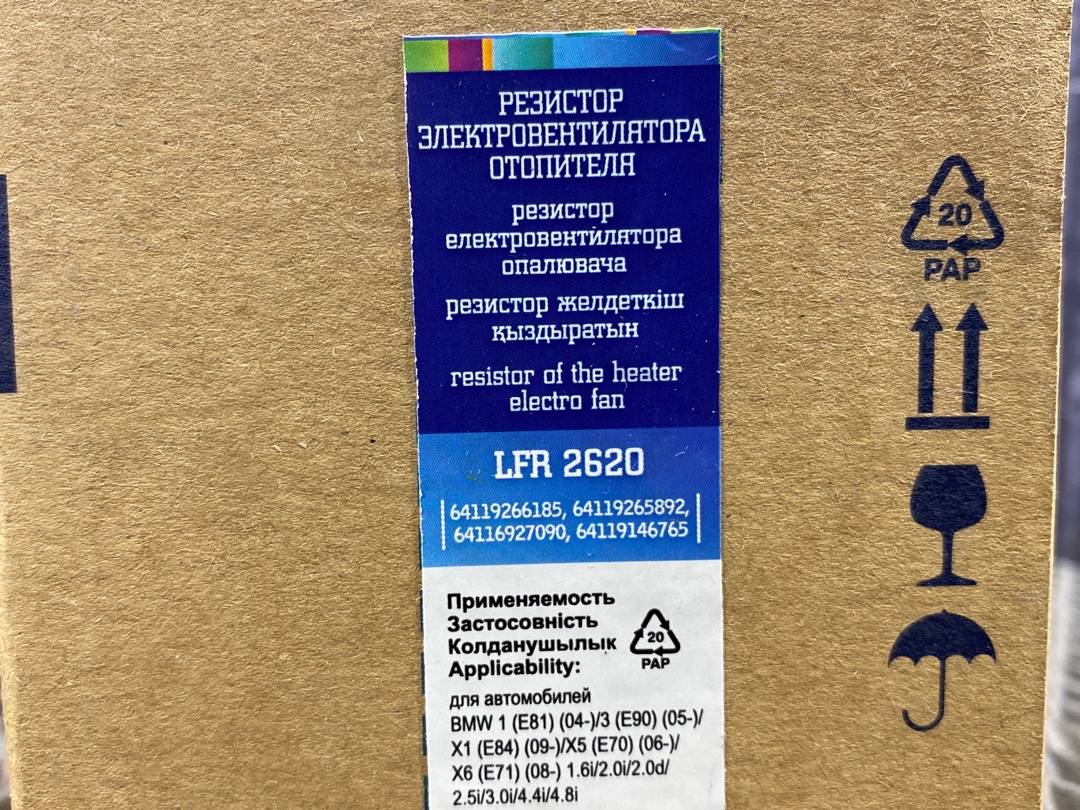 РЕЗИСТОР
ЭЛЕКТРОВЕНТИЛЯТОРА
ОТОПИТЕЛЯ
резистор
електровентилятора
опалювача
резистор желдеткіш
қыздыратын
resistor of the heater
electro fan
LFR 2620
64119266185, 64119265892,
64116927090, 64119146765
Применяемость
Застосовність
Колданушылык
Applicability:
20
PAP
для автомобилей
BMW 1 (E81) (04-)/3 (E90) (05-)/
X1 (E84) (09-)/X5 (E70) (06-)/
X6 (E71) (08-) 1.6i/2.0i/2.0d/
2.5i/3.0i/4.4i/4.8i
20
PAP